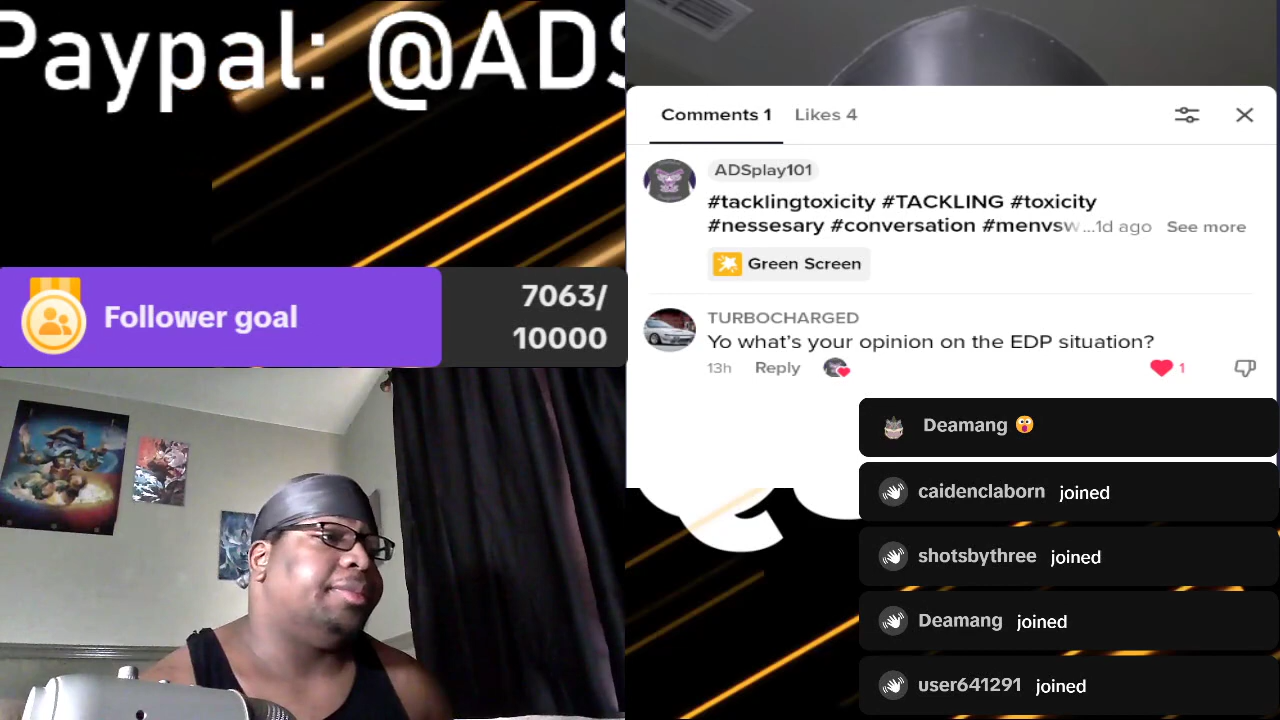 Paypal: @ADS
Follower goal
7063/
10000
Comments 1
Likes 4
ADSplay101
#tacklingtoxicity #TACKLING #toxicity
#nessesary #conversation #menvsw...1d ago See more
Green Screen
TURBOCHARGED
Yo what's your opinion on the EDP situation?
13h Reply 1
Deamang 😲
caidenclaborn joined
shotsbythree joined
Deamang joined
user641291 joined